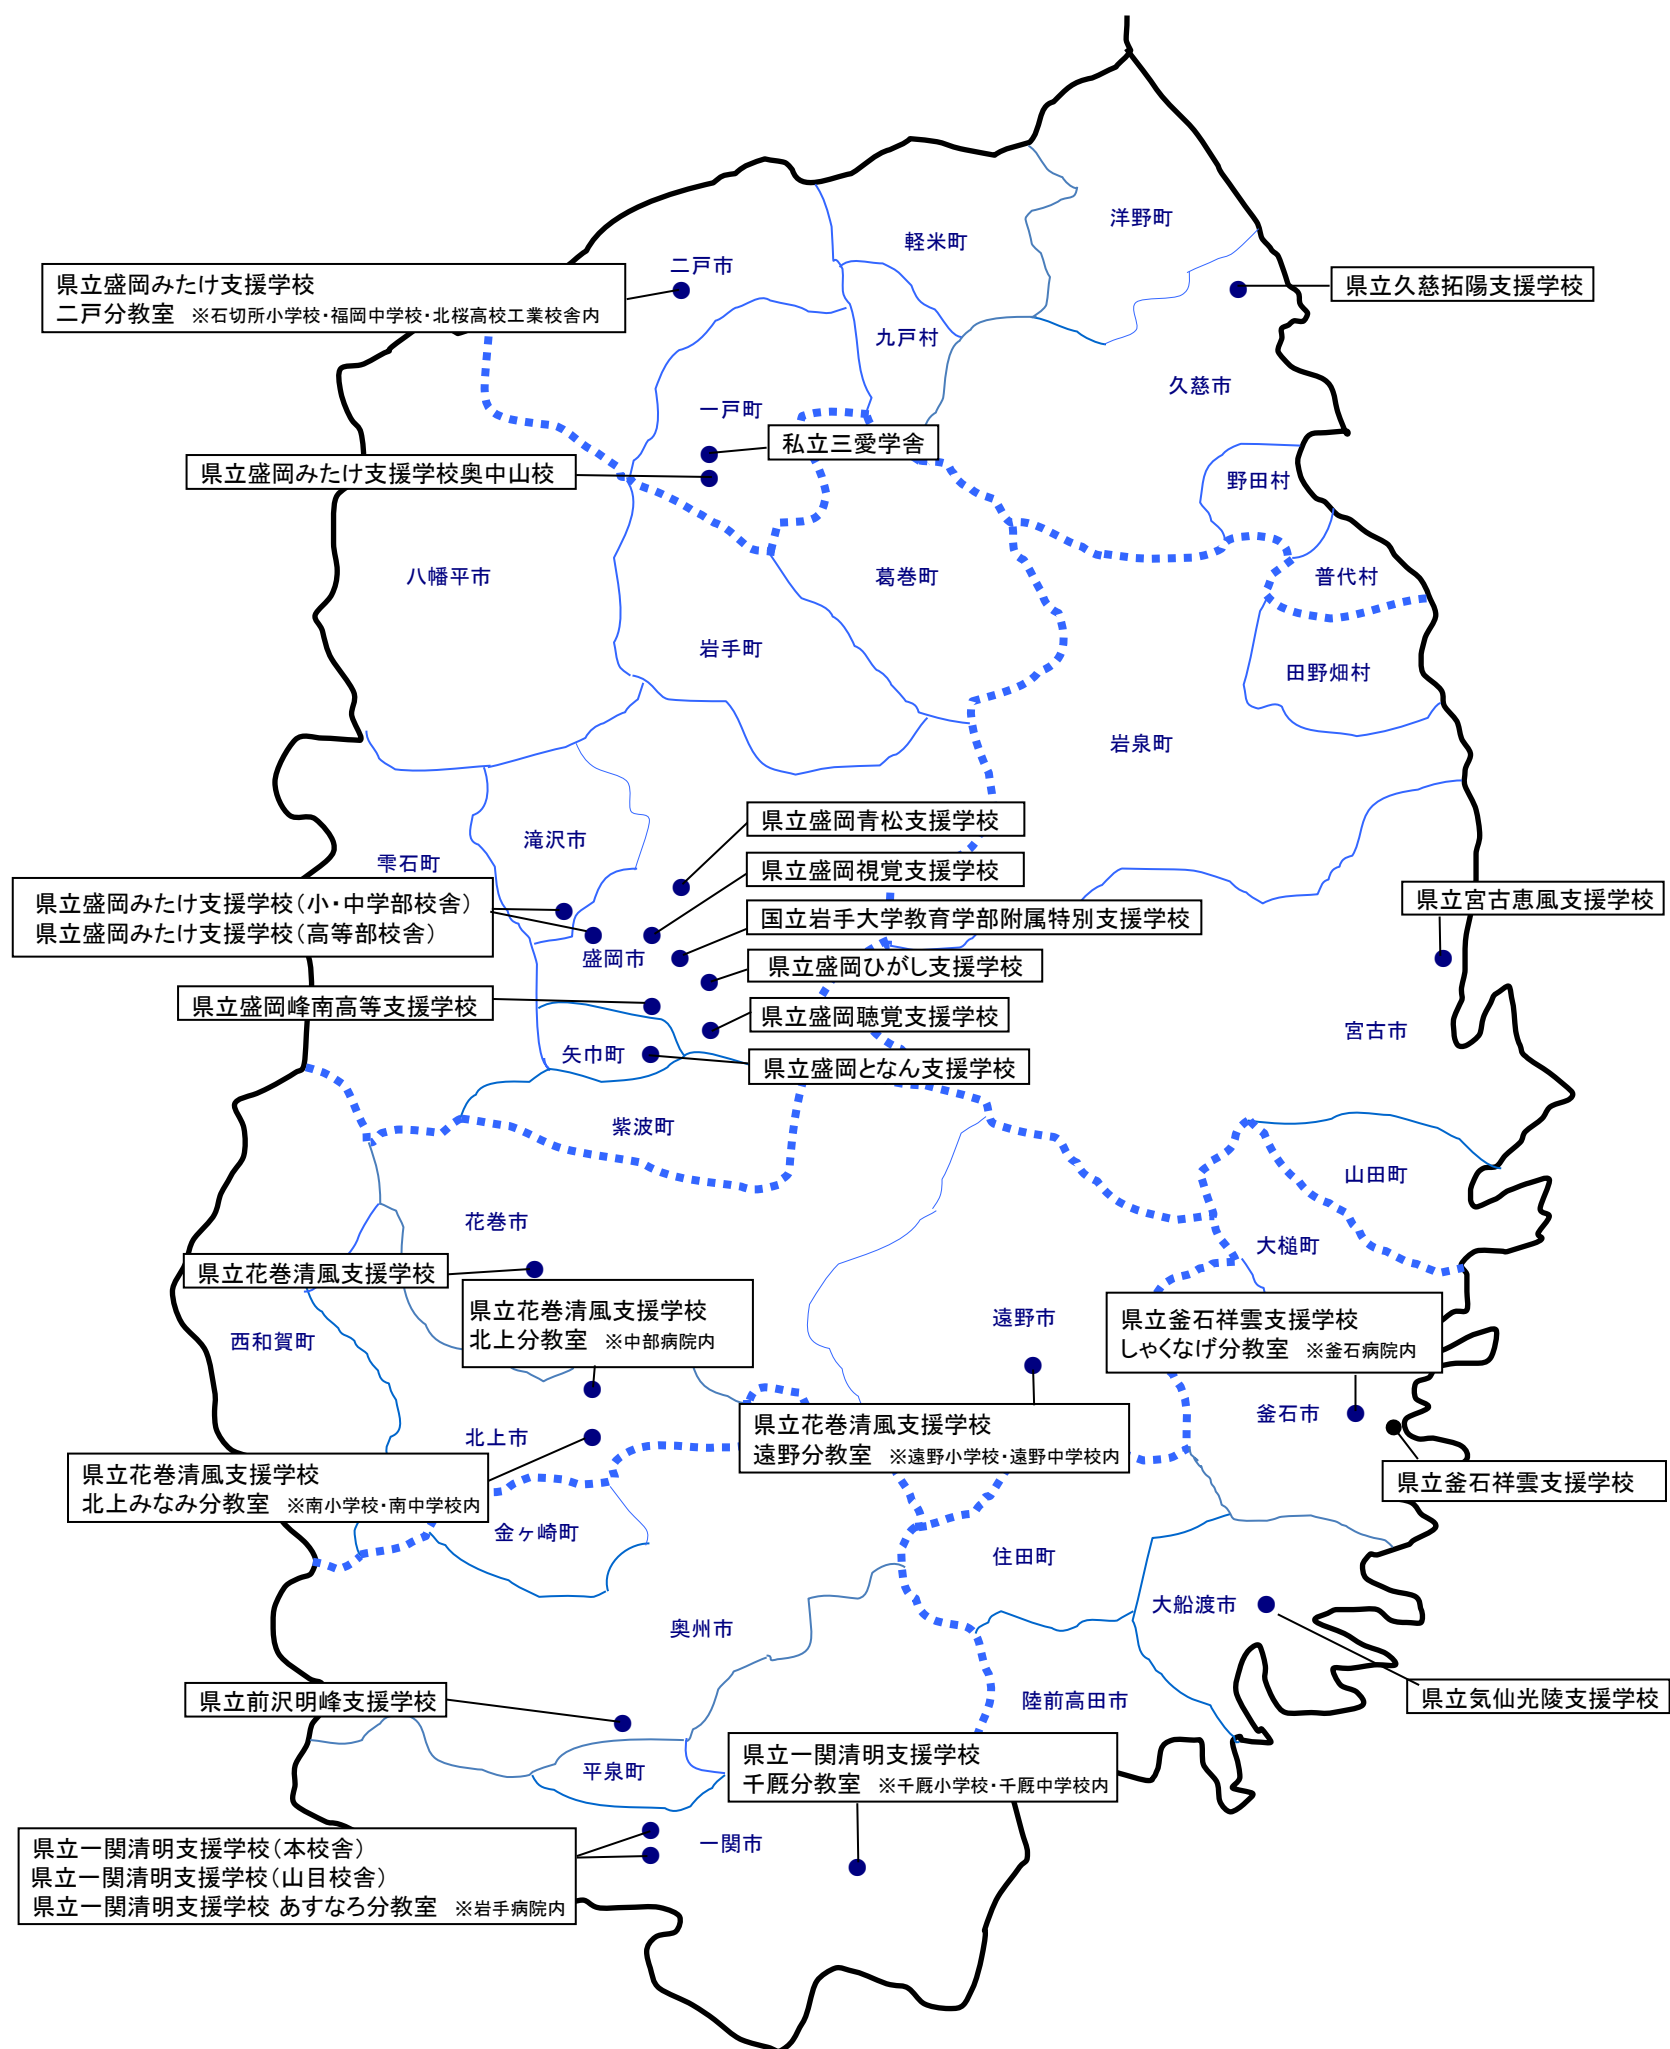 洋野町
軽米町
二戸市
県立盛岡みたけ支援学校
二戸分教室 ※石切所小学校・福岡中学校・北桜高校工業校舎内
県立久慈拓陽支援学校
九戸村
久慈市
一戸町
私立三愛学舎
県立盛岡みたけ支援学校奥中山校
野田村
八幡平市
葛巻町
普代村
岩手町
田野畑村
岩泉町
県立盛岡青松支援学校
滝沢市
雫石町
県立盛岡視覚支援学校
県立盛岡みたけ支援学校（小・中学部校舎）
県立盛岡みたけ支援学校（高等部校舎）
県立宮古恵風支援学校
国立岩手大学教育学部附属特別支援学校
盛岡市
県立盛岡ひがし支援学校
県立盛岡峰南高等支援学校
県立盛岡聴覚支援学校
宮古市
矢巾町
県立盛岡となん支援学校
紫波町
山田町
花巻市
大槌町
県立花巻清風支援学校
県立花巻清風支援学校
北上分教室 ※中部病院内
西和賀町
遠野市
県立釜石祥雲支援学校
しゃくなげ分教室 ※釜石病院内
釜石市
北上市
県立花巻清風支援学校
遠野分教室 ※遠野小学校・遠野中学校内
県立花巻清風支援学校
北上みなみ分教室 ※南小学校・南中学校内
県立釜石祥雲支援学校
金ヶ崎町
住田町
大船渡市
奥州市
県立前沢明峰支援学校
陸前高田市
県立気仙光陵支援学校
平泉町
県立一関清明支援学校
千厩分教室 ※千厩小学校・千厩中学校内
一関市
県立一関清明支援学校（本校舎）
県立一関清明支援学校（山目校舎）
県立一関清明支援学校 あすなろ分教室 ※岩手病院内